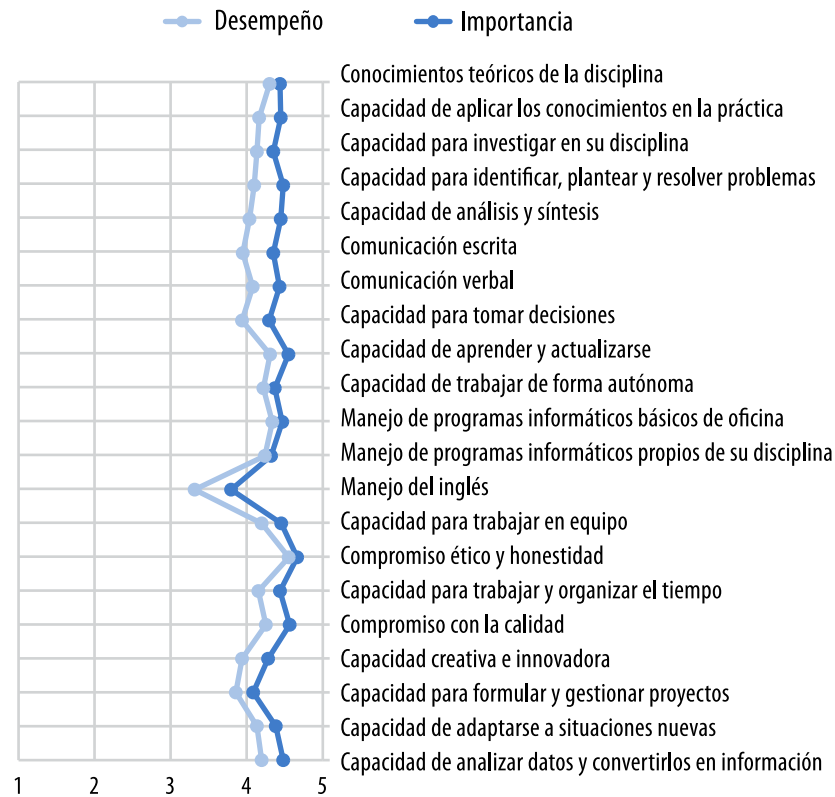 Desempeño Importancia
Conocimientos teóricos de la disciplina
Capacidad de aplicar los conocimientos en la práctica
Capacidad para investigar en su disciplina
Capacidad para identificar, plantear y resolver problemas
Capacidad de análisis y síntesis
Comunicación escrita
Comunicación verbal
Capacidad para tomar decisiones
Capacidad de aprender y actualizarse
Capacidad de trabajar de forma autónoma
Manejo de programas informáticos básicos de oficina
Manejo de programas informáticos propios de su disciplina
Manejo del inglés
Capacidad para trabajar en equipo
Compromiso ético y honestidad
Capacidad para trabajar y organizar el tiempo
Compromiso con la calidad
Capacidad creativa e innovadora
Capacidad para formular y gestionar proyectos
Capacidad de adaptarse a situaciones nuevas
Capacidad de analizar datos y convertirlos en información
1 2 3 4 5